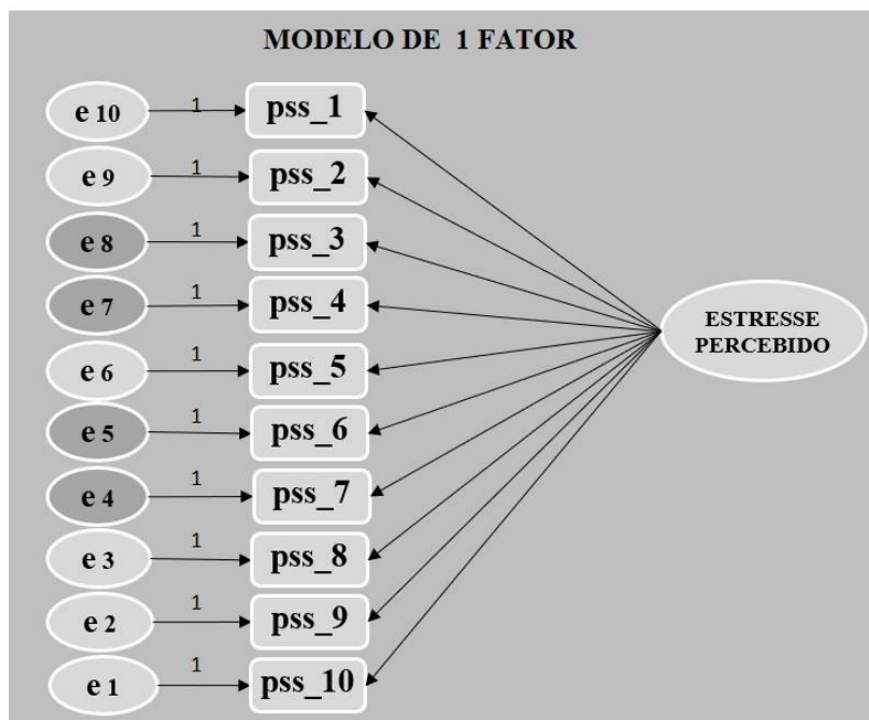 MODELO DE 1 FATOR
e 10 1 pss_1
e 9 1 pss_2
e 8 1 pss_3
e 7 1 pss_4
e 6 1 pss_5
e 5 1 pss_6
e 4 1 pss_7
e 3 1 pss_8
e 2 1 pss_9
e 1 1 pss_10
ESTRESSE
PERCEBIDO